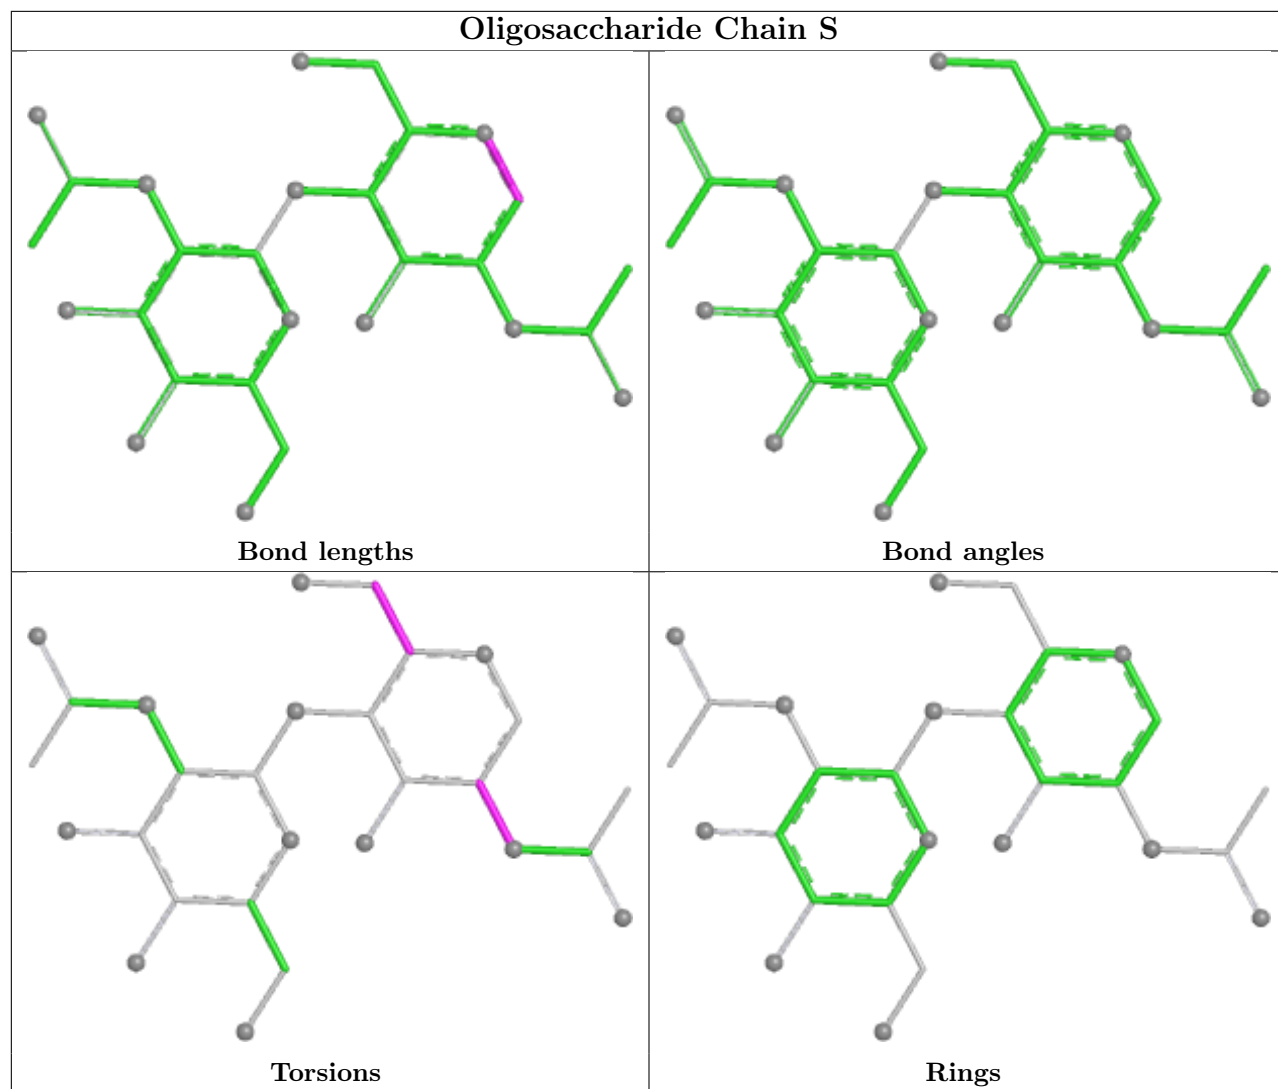 Oligosaccharide Chain S
Bond lengths
Bond angles
Torsions
Rings